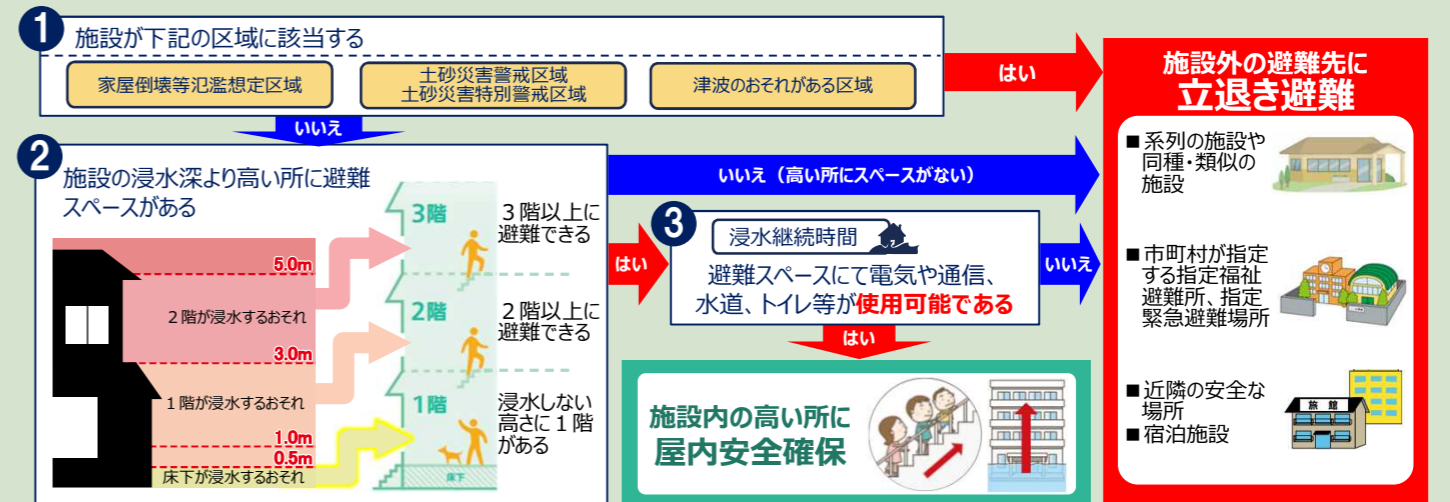 1
施設が下記の区域に該当する
家屋倒壊等氾濫想定区域
土砂災害警戒区域
土砂災害特別警戒区域
津波のおそれがある区域
はい
いいえ
2
施設の浸水深より高い所に避難
スペースがある
5.0m
2階が浸水するおそれ
3.0m
1階が浸水するおそれ
1.0m
0.5m
床下が浸水するおそれ
3階
3階以上に
避難できる
2階
2階以上に
避難できる
1階
浸水しない
高さに1階
がある
床下
いいえ（高い所にスペースがない）
はい
3
浸水継続時間
避難スペースにて電気や通信、
水道、トイレ等が使用可能である
いいえ
はい
施設内の高い所に
屋内安全確保
施設外の避難先に
立退き避難
■系列の施設や
同種・類似の
施設
■市町村が指定
する指定福祉
避難所、指定
緊急避難場所
■近隣の安全な
場所
■宿泊施設
旅館